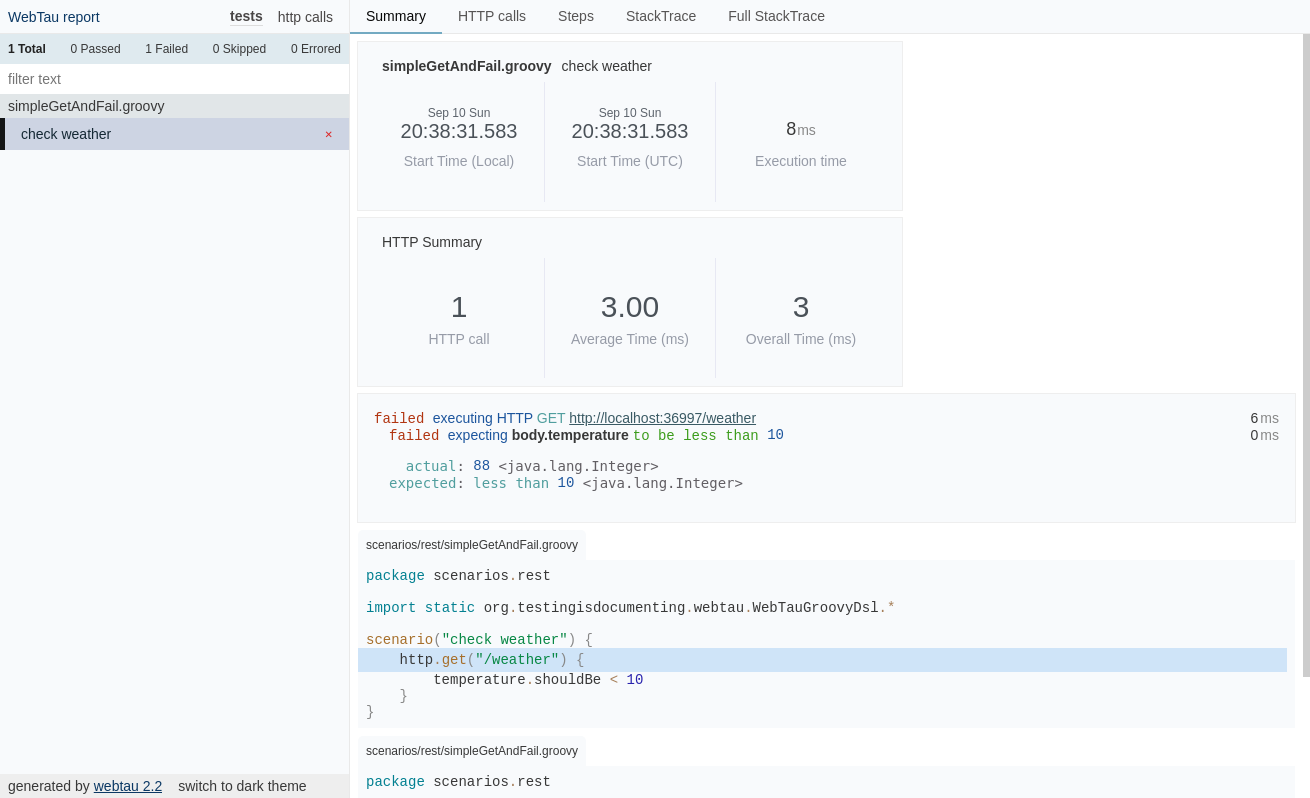 WebTau report tests http calls
1 Total 0 Passed 1 Failed 0 Skipped 0 Errored
filter text
simpleGetAndFail.groovy
check weather ×
generated by webtau 2.2 switch to dark theme
Summary HTTP calls Steps StackTrace Full StackTrace
simpleGetAndFail.groovy check weather
Sep 10 Sun
20:38:31.583
Start Time (Local)
Sep 10 Sun
20:38:31.583
Start Time (UTC)
8ms
Execution time
HTTP Summary
1
HTTP call
3.00
Average Time (ms)
3
Overall Time (ms)
failed executing HTTP GET http://localhost:36997/weather 6ms
failed expecting body.temperature to be less than 10 0ms
actual: 88 <java.lang.Integer>
expected: less than 10 <java.lang.Integer>
scenarios/rest/simpleGetAndFail.groovy
package scenarios.rest
import static org.testingisdocumenting.webtau.WebTauGroovyDsl.*
scenario("check weather") {
http.get("/weather") {
temperature.shouldBe < 10
}
}
scenarios/rest/simpleGetAndFail.groovy
package scenarios.rest